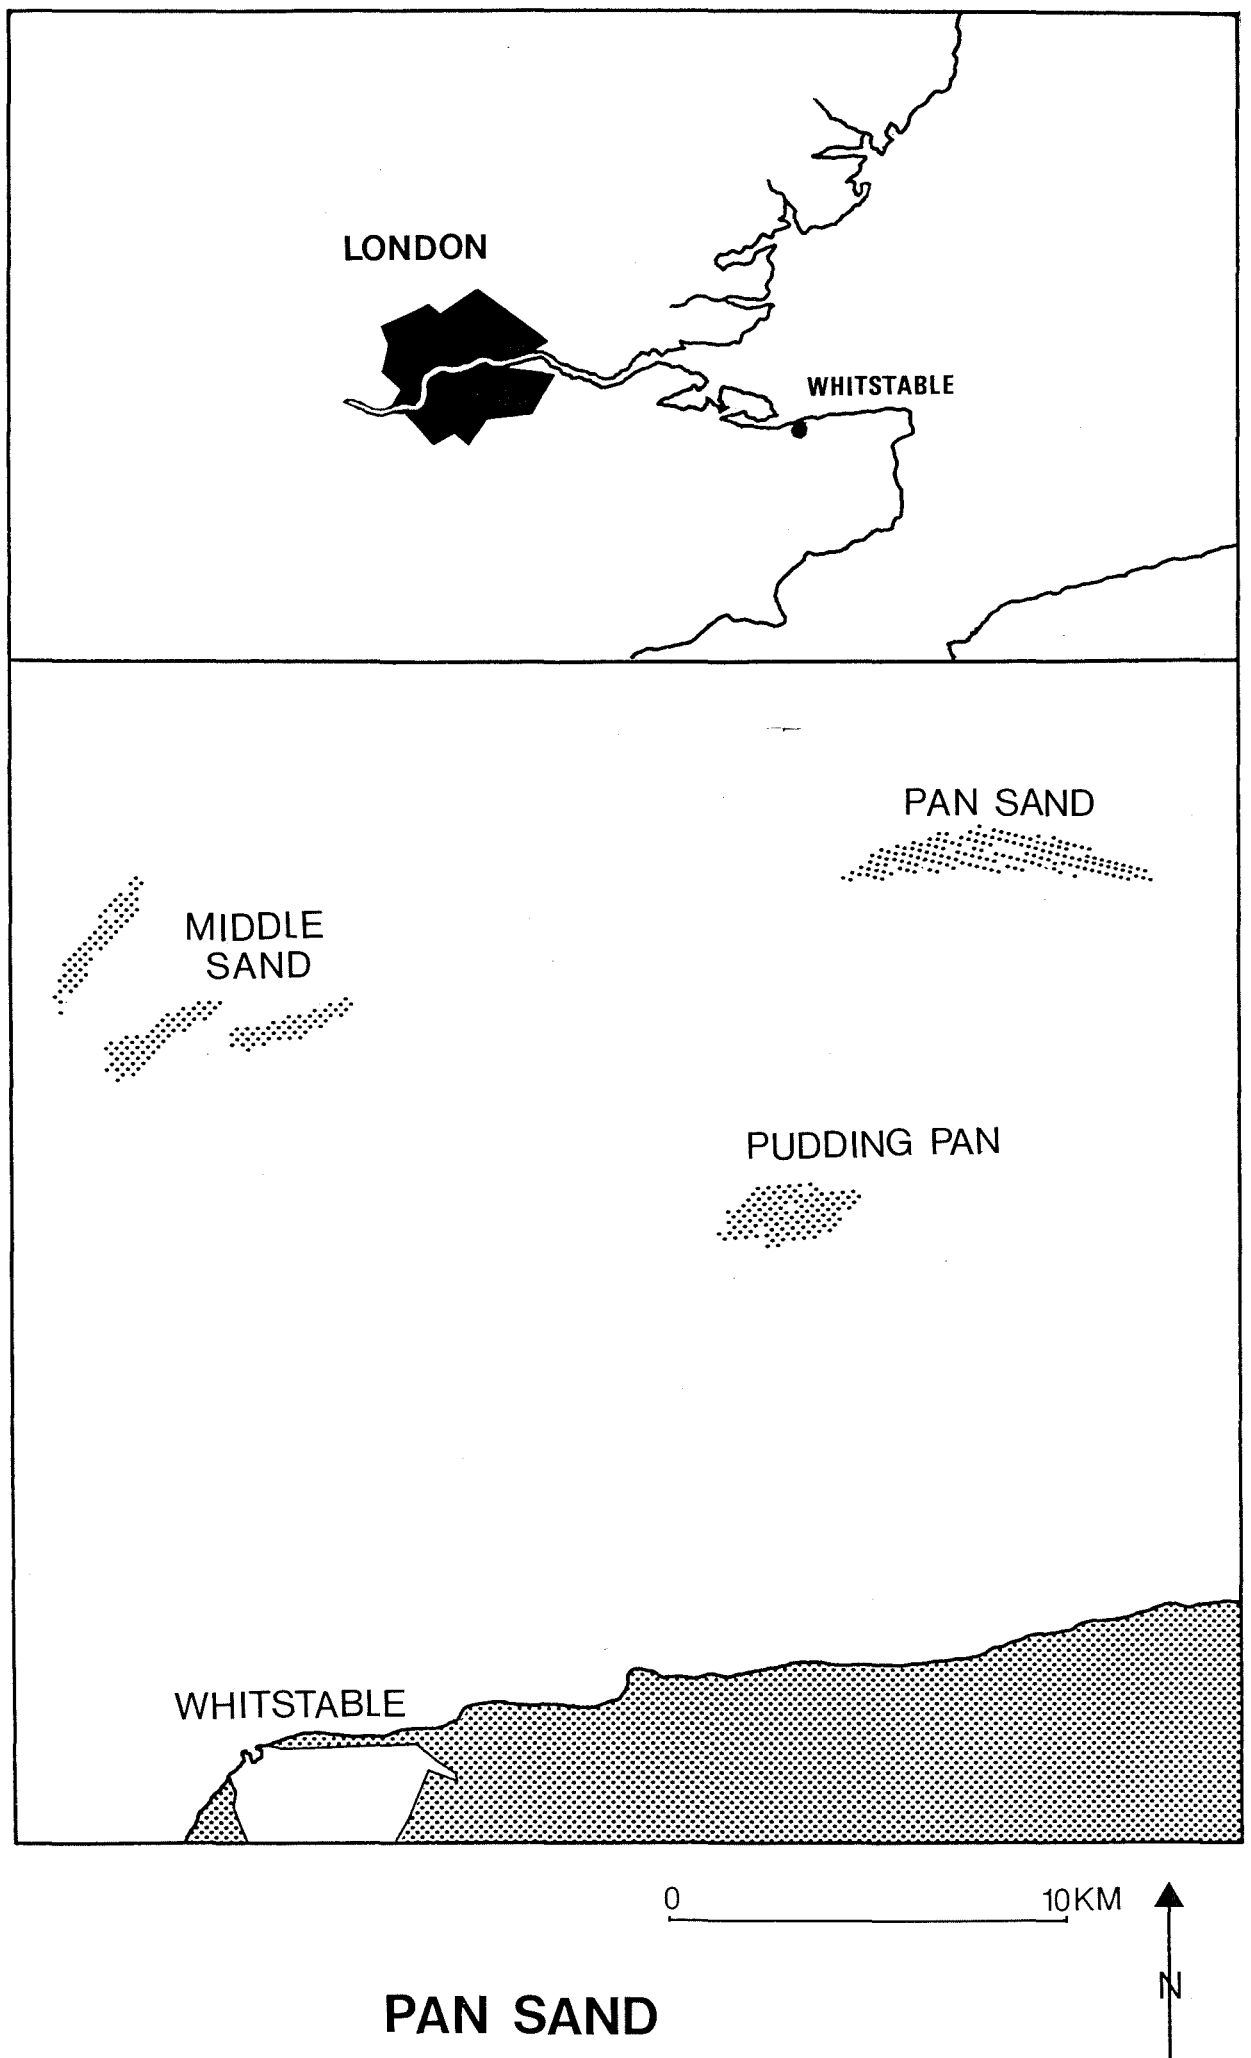 LONDON
WHITSTABLE
PAN SAND
MIDDLE
SAND
PUDDING PAN
WHITSTABLE
0 10KM
N
PAN SAND